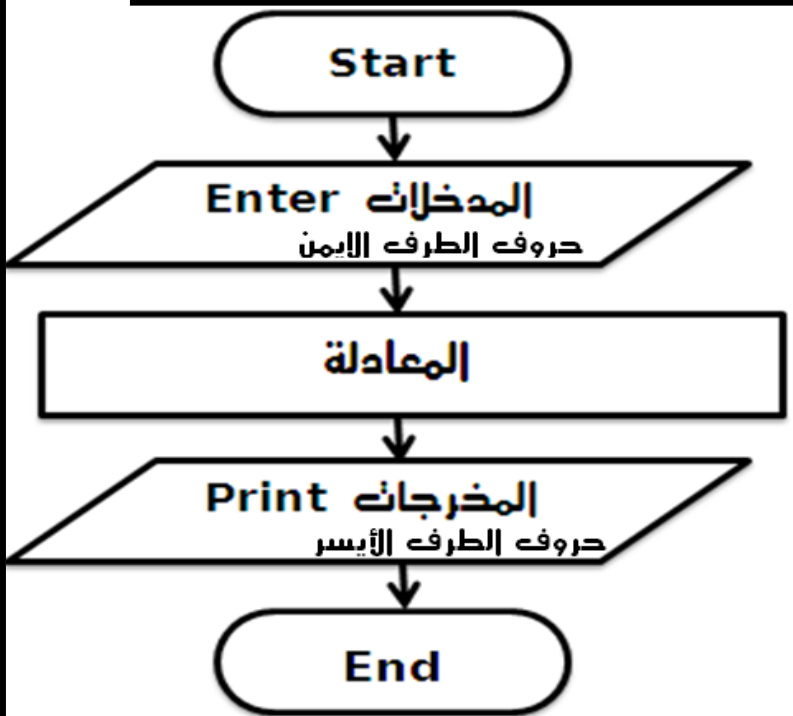 Start
Enter المدخلات
حروف الطرف الايمن
المعادلة
Print المخرجات
حروف الطرف الأيسر
End